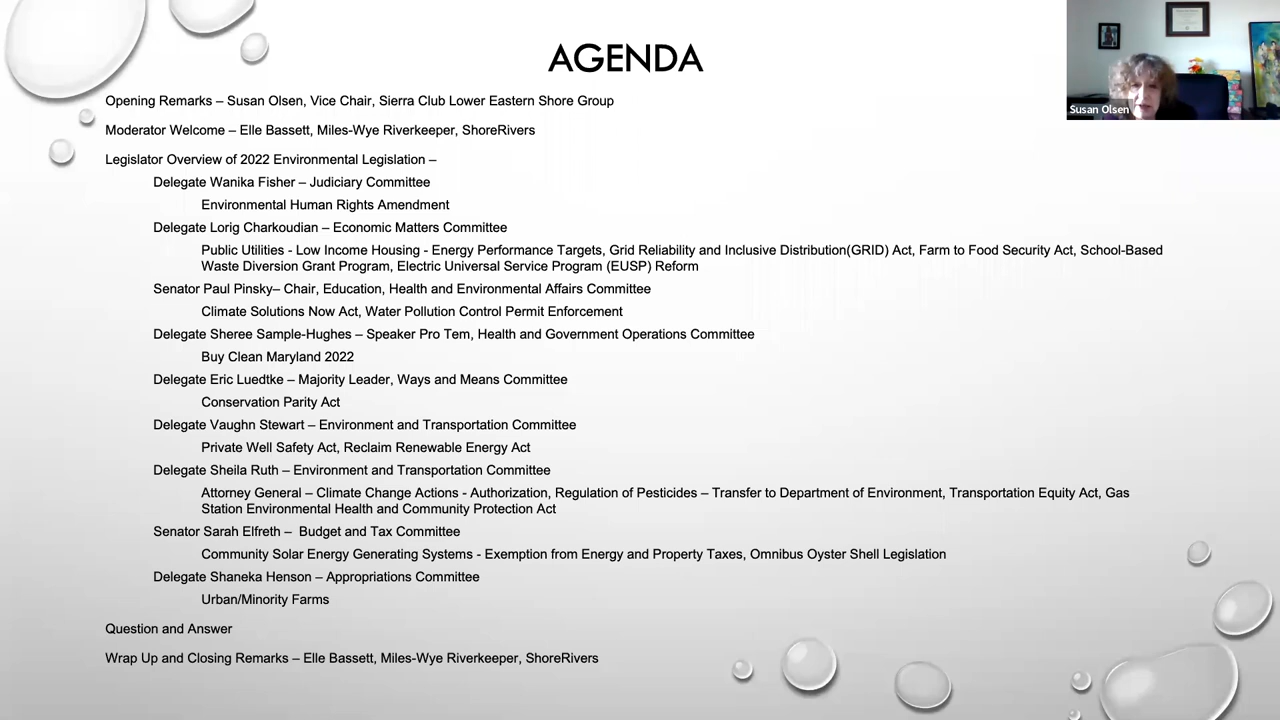 AGENDA
Opening Remarks – Susan Olsen, Vice Chair, Sierra Club Lower Eastern Shore Group
Moderator Welcome – Elle Bassett, Miles-Wye Riverkeeper, ShoreRivers
Legislator Overview of 2022 Environmental Legislation –
Delegate Wanika Fisher – Judiciary Committee
Environmental Human Rights Amendment
Delegate Lorig Charkoudian – Economic Matters Committee
Public Utilities - Low Income Housing - Energy Performance Targets, Grid Reliability and Inclusive Distribution(GRID) Act, Farm to Food Security Act, School-Based
Waste Diversion Grant Program, Electric Universal Service Program (EUSP) Reform
Senator Paul Pinsky– Chair, Education, Health and Environmental Affairs Committee
Climate Solutions Now Act, Water Pollution Control Permit Enforcement
Delegate Sheree Sample-Hughes – Speaker Pro Tem, Health and Government Operations Committee
Buy Clean Maryland 2022
Delegate Eric Luedtke – Majority Leader, Ways and Means Committee
Conservation Parity Act
Delegate Vaughn Stewart – Environment and Transportation Committee
Private Well Safety Act, Reclaim Renewable Energy Act
Delegate Sheila Ruth – Environment and Transportation Committee
Attorney General – Climate Change Actions - Authorization, Regulation of Pesticides – Transfer to Department of Environment, Transportation Equity Act, Gas
Station Environmental Health and Community Protection Act
Senator Sarah Elfreth – Budget and Tax Committee
Community Solar Energy Generating Systems - Exemption from Energy and Property Taxes, Omnibus Oyster Shell Legislation
Delegate Shaneka Henson – Appropriations Committee
Urban/Minority Farms
Question and Answer
Wrap Up and Closing Remarks – Elle Bassett, Miles-Wye Riverkeeper, ShoreRivers
Susan Olsen